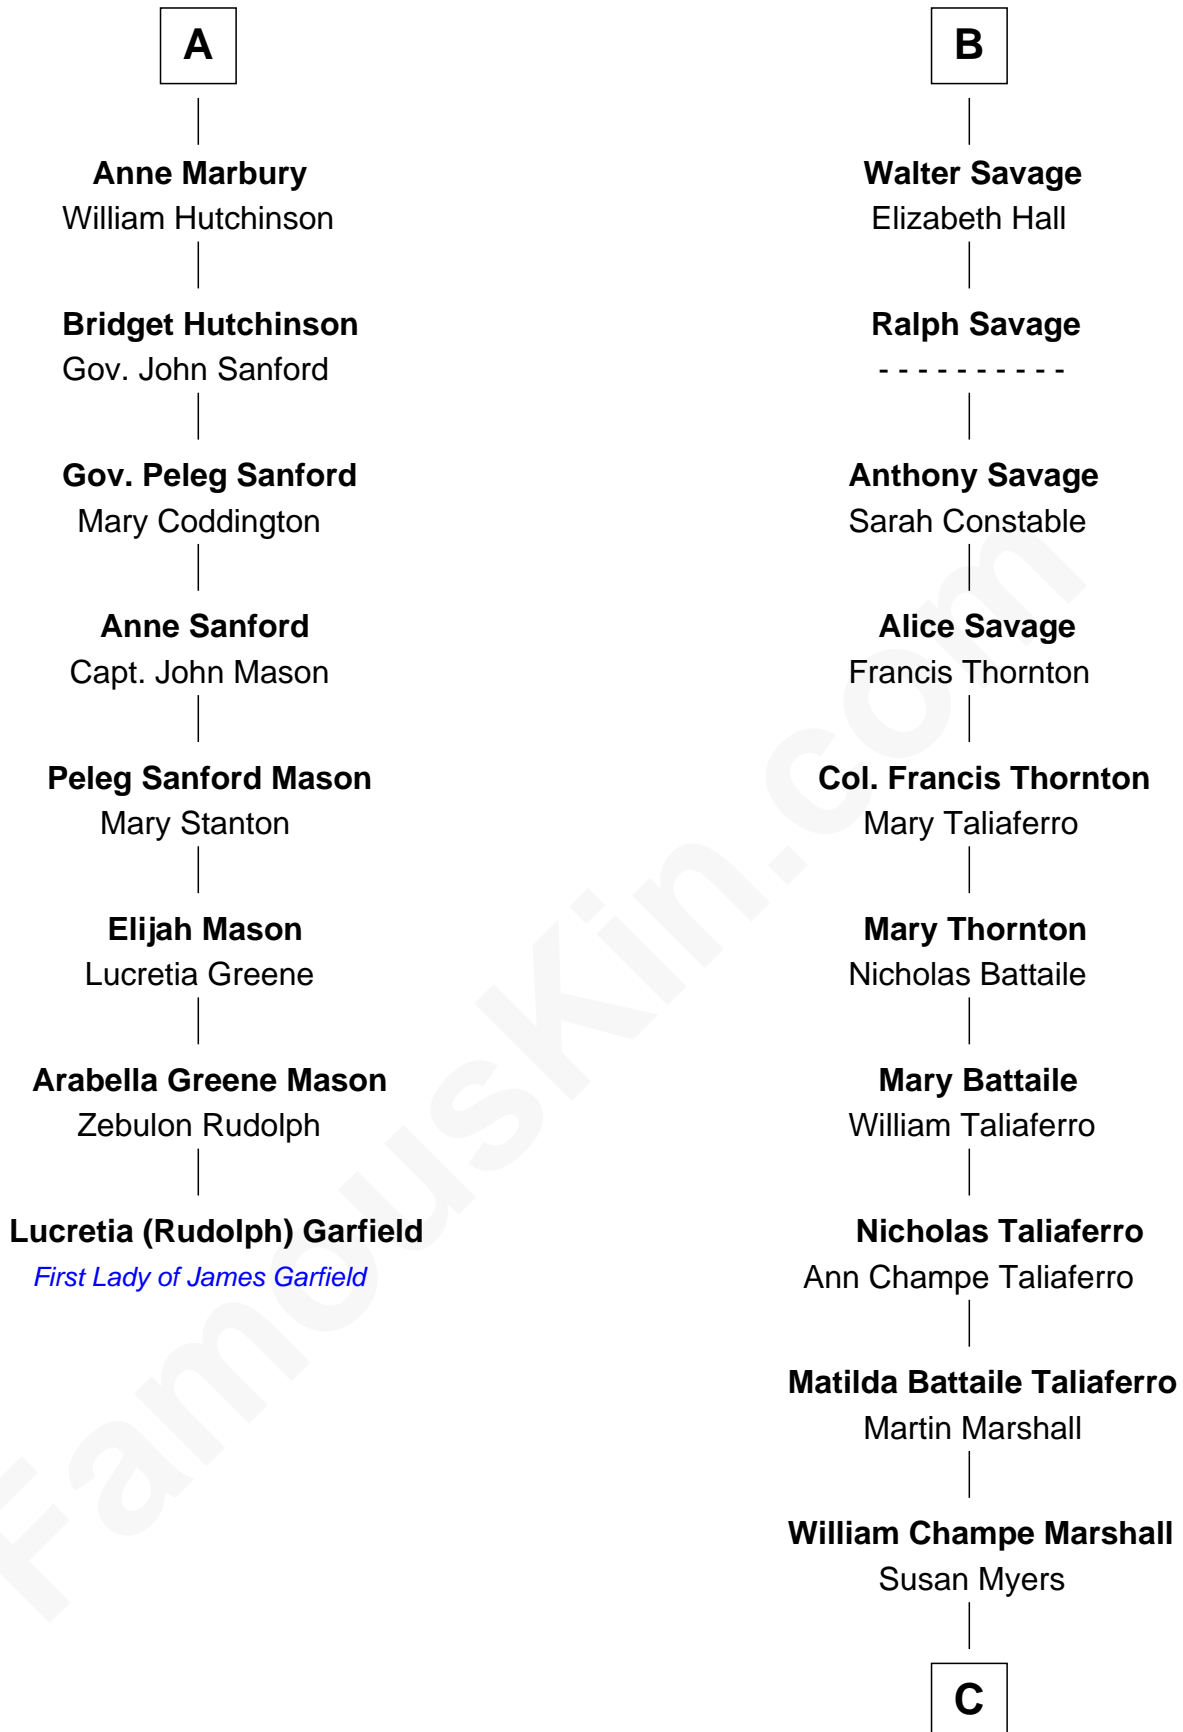 A
Anne Marbury
William Hutchinson
Bridget Hutchinson
Gov. John Sanford
Gov. Peleg Sanford
Mary Coddington
Anne Sanford
Capt. John Mason
Peleg Sanford Mason
Mary Stanton
Elijah Mason
Lucretia Greene
Arabella Greene Mason
Zebulon Rudolph
Lucretia (Rudolph) Garfield
First Lady of James Garfield
B
Walter Savage
Elizabeth Hall
Ralph Savage
- - - - - - - - - -
Anthony Savage
Sarah Constable
Alice Savage
Francis Thornton
Col. Francis Thornton
Mary Taliaferro
Mary Thornton
Nicholas Battaile
Mary Battaile
William Taliaferro
Nicholas Taliaferro
Ann Champe Taliaferro
Matilda Battaile Taliaferro
Martin Marshall
William Champe Marshall
Susan Myers
C
FamousKin.com